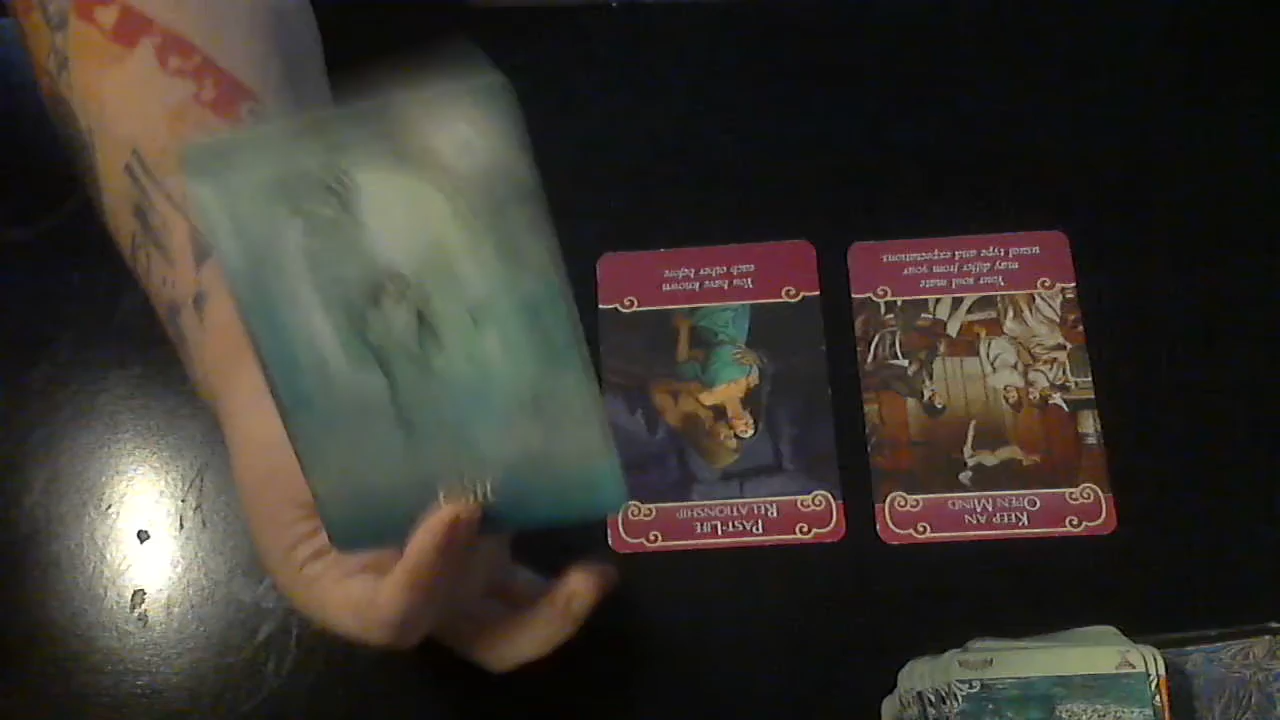 PAST-LIFE
RELATIONSHIP
You have known
each other before
KEEP AN
OPEN MIND
Your soul mate
may differ from your
usual type and expectations.